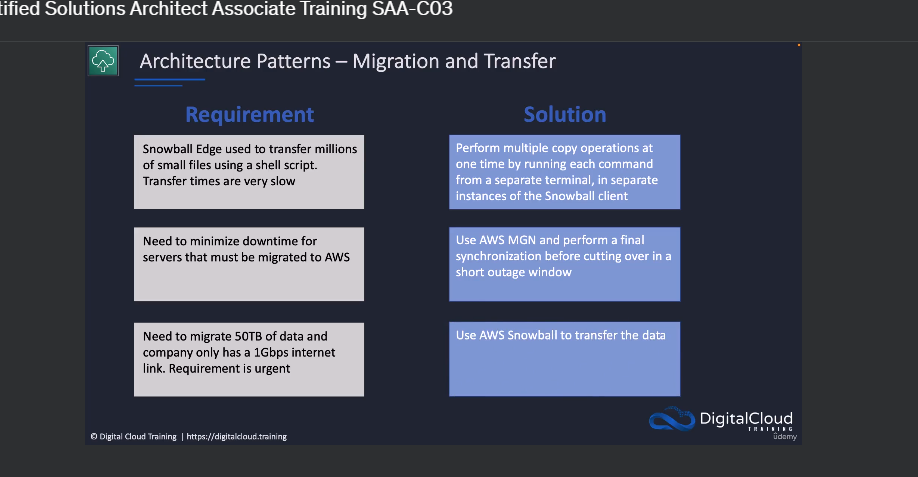 tified Solutions Architect Associate Training SAA-C03
Architecture Patterns – Migration and Transfer
Requirement
Solution
Snowball Edge used to transfer millions
of small files using a shell script.
Transfer times are very slow
Perform multiple copy operations at
one time by running each command
from a separate terminal, in separate
instances of the Snowball client
Need to minimize downtime for
servers that must be migrated to AWS
Use AWS MGN and perform a final
synchronization before cutting over in a
short outage window
Need to migrate 50TB of data and
company only has a 1Gbps internet
link. Requirement is urgent
Use AWS Snowball to transfer the data
© Digital Cloud Training | https://digitalcloud.training
DigitalCloud
TRAINING
ûdemy